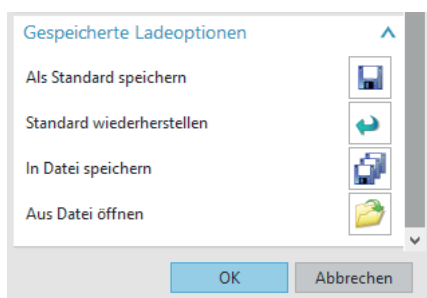 Gespeicherte Ladeoptionen
Als Standard speichern
Standard wiederherstellen
In Datei speichern
Aus Datei öffnen
OK Abbrechen